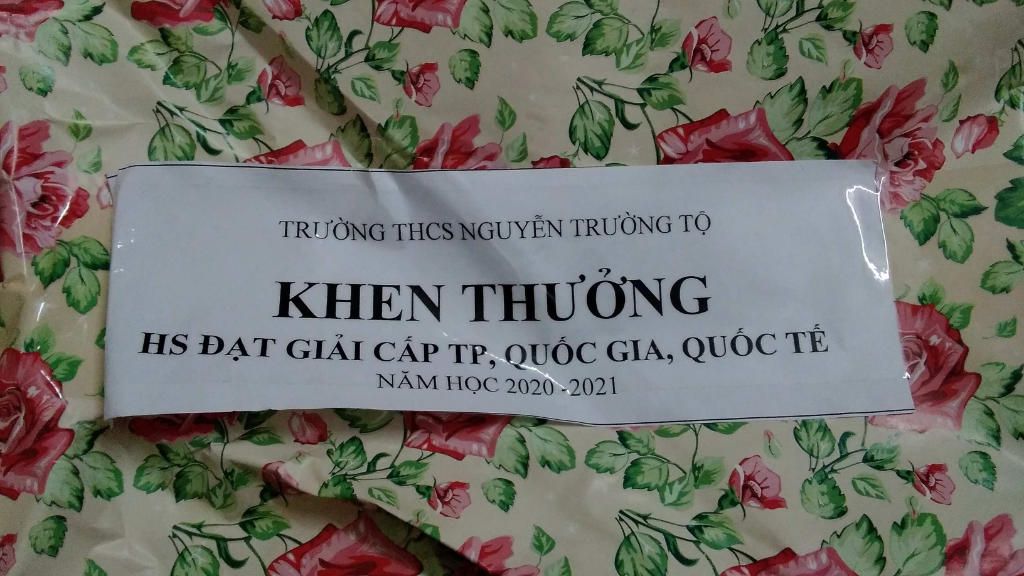 TRƯỜNG THCS NGUYỄN TRƯỜNG TỘ
KHEN THƯỞNG
HS ĐẠT GIẢI CẤP TP, QUỐC GIA, QUỐC TẾ
NĂM HỌC 2020 -2021